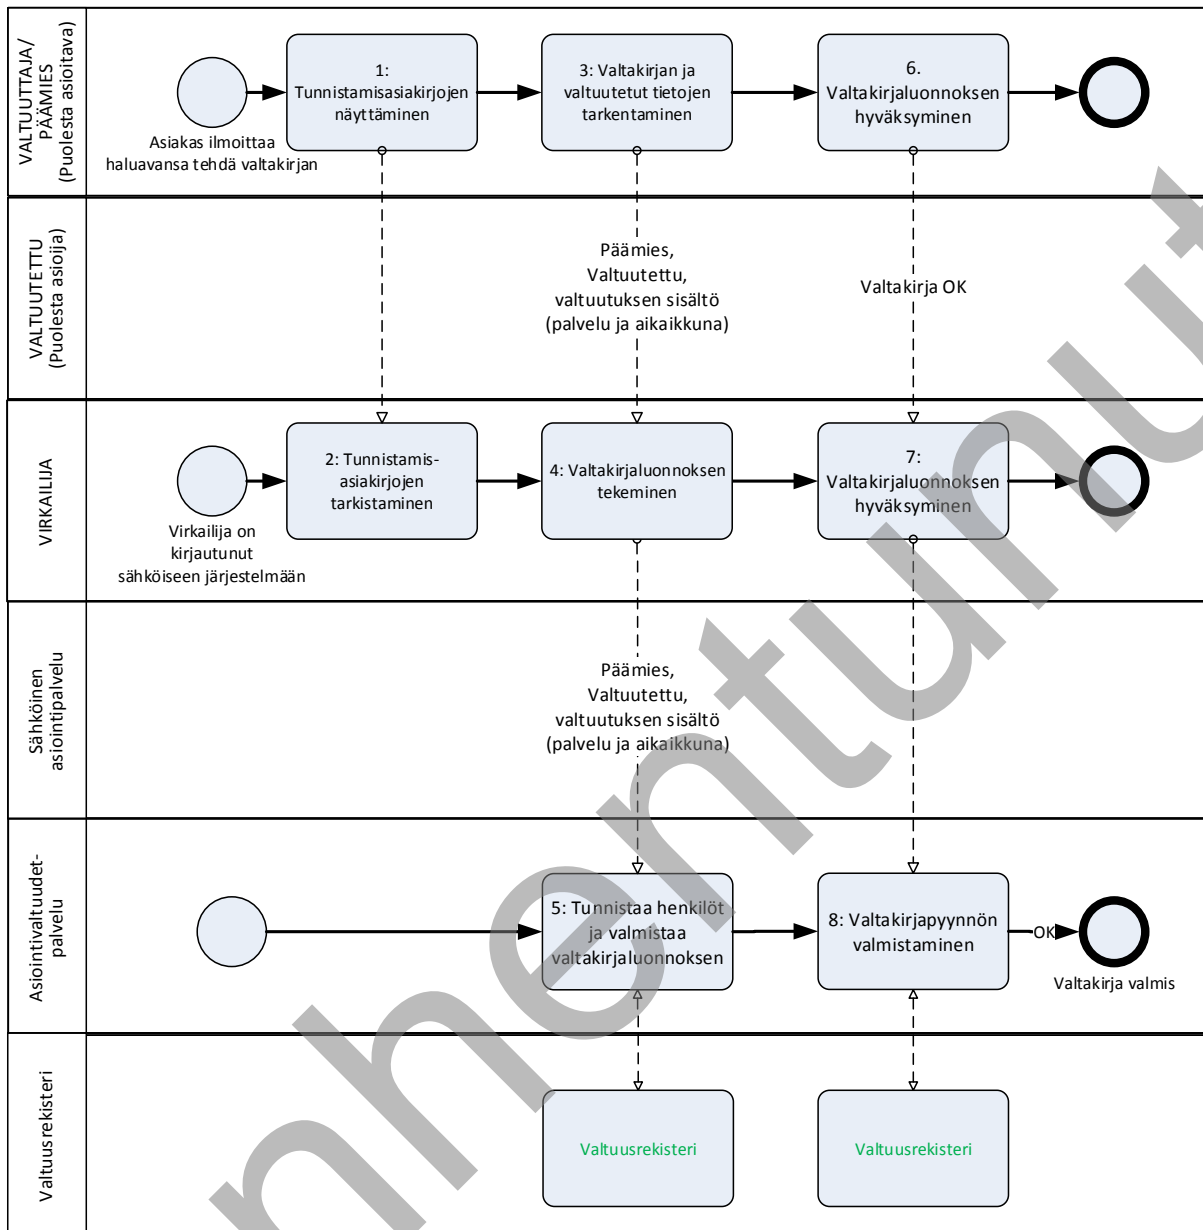 VALTUUTTAJA/
PÄÄMIES
(Puolesta asioitava)
Asiakas ilmoittaa
haluavansa tehdä valtakirjan
1:
Tunnistamisasiakirjojen
näyttäminen
3: Valtakirjan ja
valtuutetut tietojen
tarkentaminen
6.
Valtakirjaluonnoksen
hyväksyminen
VALTUUTETTU
(Puolesta asioija)
Päämies,
Valtuutettu,
valtuutuksen sisältö
(palvelu ja aikaikkuna)
Valtakirja OK
VIRKAILIJA
Virkailija on
kirjautunut
sähköiseen järjestelmään
2: Tunnistamis-
asiakirjojen
tarkistaminen
4: Valtakirjaluonnoksen
tekeminen
7:
Valtakirjaluonnoksen
hyväksyminen
Sähköinen
asiointipalvelu
Päämies,
Valtuutettu,
valtuutuksen sisältö
(palvelu ja aikaikkuna)
Asiointivaltuudet-
palvelu
5: Tunnistaa henkilöt
ja valmistaa
valtakirjaluonnoksen
8: Valtakirjapyynnön
valmistaminen
OK
Valtakirja valmis
Valtuusrekisteri
Valtuusrekisteri
Valtuusrekisteri
nhentunut